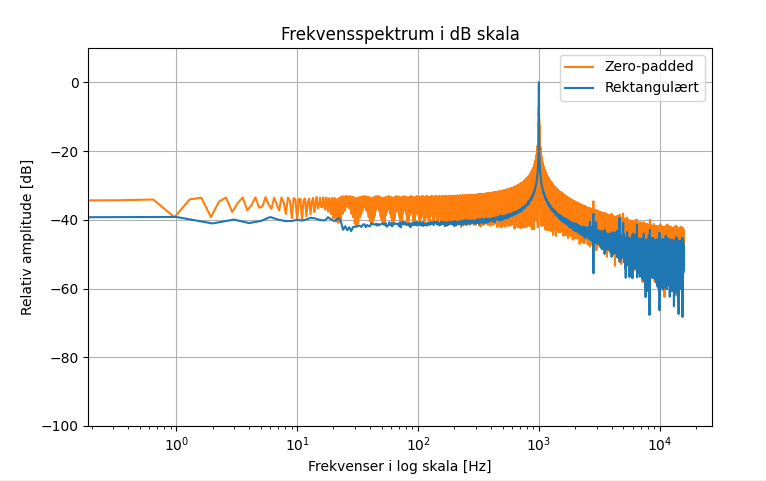 Frekvensspektrum i dB skala
Zero-padded
Rektangulært
Relativ amplitude [dB]
0
−20
−40
−60
−80
−100
10⁰
10¹
10²
10³
10⁴
Frekvenser i log skala [Hz]